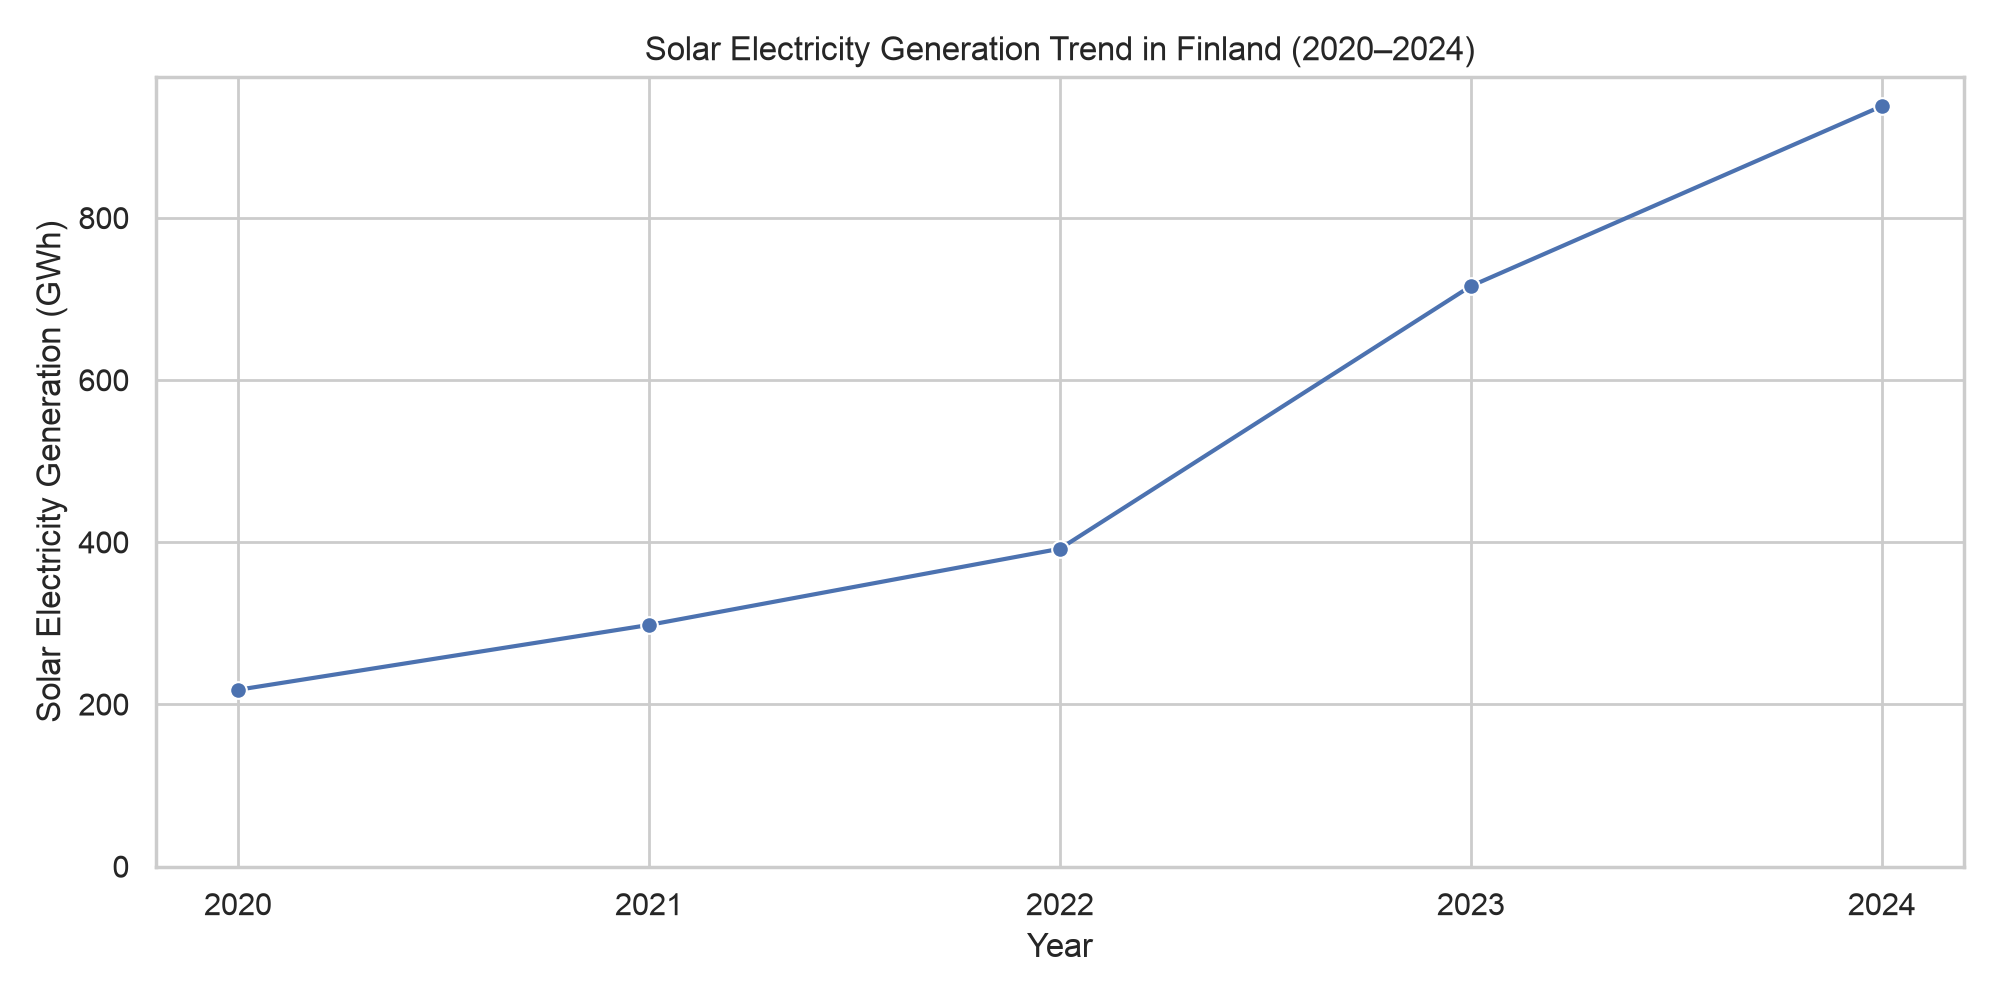 Solar Electricity Generation Trend in Finland (2020–2024)
Solar Electricity Generation (GWh)
800
600
400
200
0
2020 2021 2022 2023 2024
Year